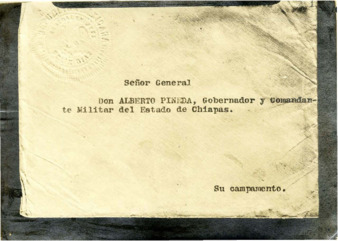 Señor General
Don ALBERTO PINEDA, Gobernador y Comandan-
te Militar del Estado de Chiapas.
Su campamento.